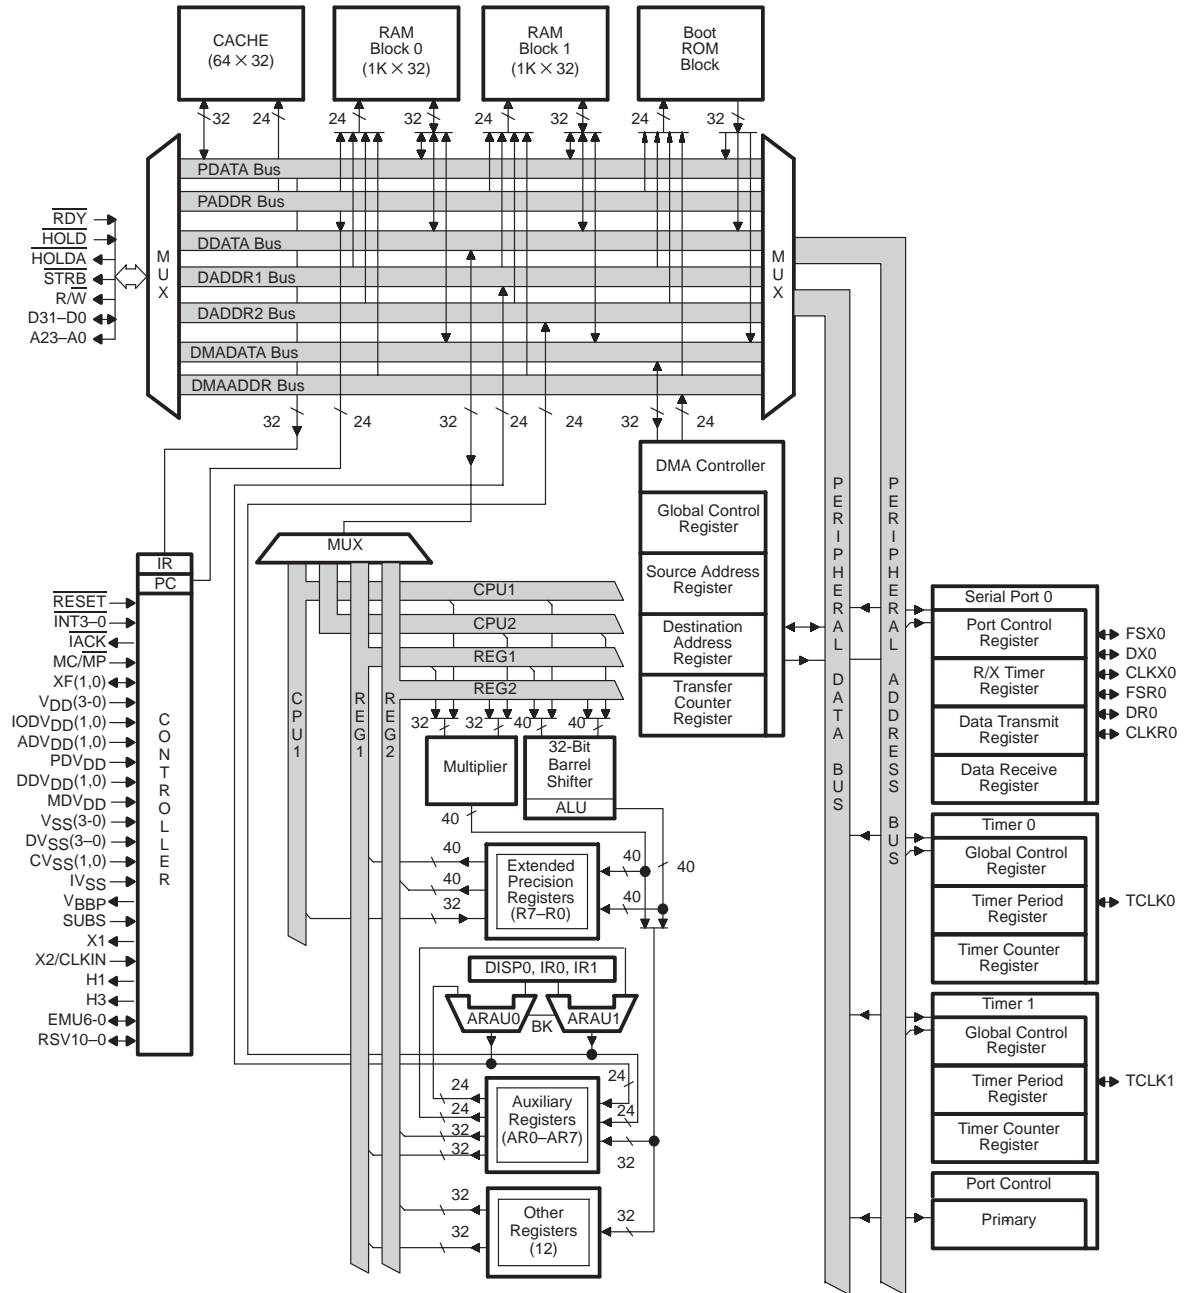 CACHE
(64 × 32)
RAM
Block 0
(1K × 32)
RAM
Block 1
(1K × 32)
Boot
ROM
Block
32
24
24
32
24
32
24
32
PDATA Bus
PADDR Bus
DDATA Bus
DADDR1 Bus
DADDR2 Bus
DMADATA Bus
DMAADDR Bus
MUX
MUX
RDY
HOLD
HOLDA
STRB
R/W
D31–D0
A23–A0
32
24
32
24
24
32
24
DMA Controller
Global Control
Register
Source Address
Register
Destination
Address
Register
Transfer
Counter
Register
PERIPHERAL DATA BUS
PERIPHERAL ADDRESS BUS
IR
PC
CONTROLLER
RESET
INT3–0
IACK
MC/MP
XF(1,0)
VDD(3-0)
IODVDD(1,0)
ADVDD(1,0)
PDVDD
DDVDD(1,0)
MDVDD
VSS(3-0)
DVSS(3–0)
CVSS(1,0)
IVSS
VBBP
SUBS
X1
X2/CLKIN
H1
H3
EMU6-0
RSV10–0
MUX
CPU1
CPU2
REG1
REG2
CPU1
REG1
REG2
32
32
40
40
Multiplier
32-Bit
Barrel
Shifter
ALU
40
40
40
32
Extended
Precision
Registers
(R7–R0)
40
40
40
DISP0, IR0, IR1
ARAU0
BK
ARAU1
24
24
32
32
Auxiliary
Registers
(AR0–AR7)
24
24
32
32
32
Other
Registers
(12)
32
Serial Port 0
Port Control
Register
R/X Timer
Register
Data Transmit
Register
Data Receive
Register
FSX0
DX0
CLKX0
FSR0
DR0
CLKR0
Timer 0
Global Control
Register
Timer Period
Register
Timer Counter
Register
TCLK0
Timer 1
Global Control
Register
Timer Period
Register
Timer Counter
Register
TCLK1
Port Control
Primary